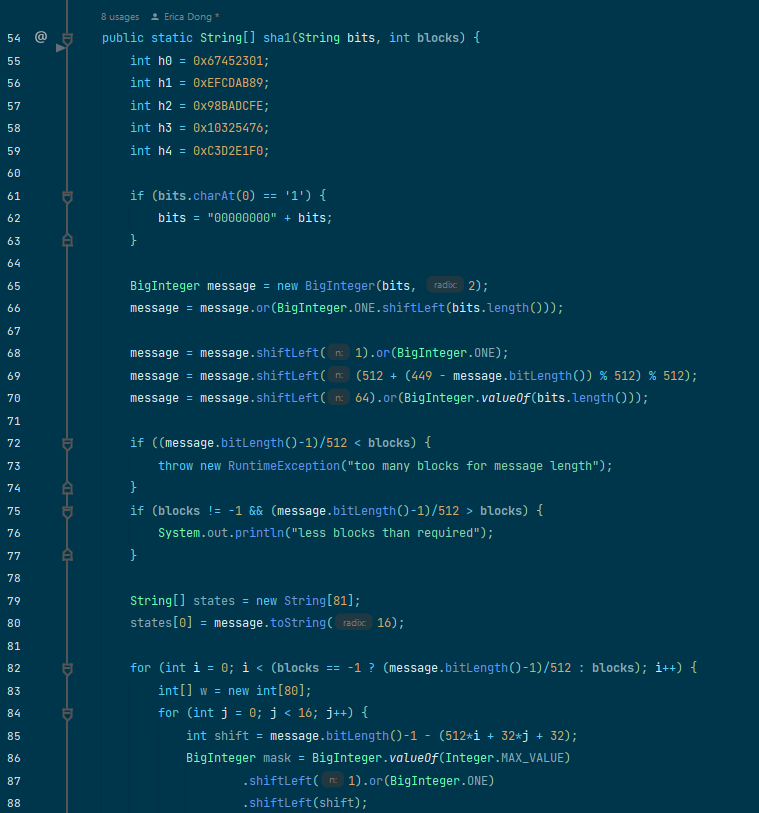 8 usages Erica Dong *
54 @ public static String[] sha1(String bits, int blocks) {
55 int h0 = 0x67452301;
56 int h1 = 0xEFCDAB89;
57 int h2 = 0x98BADCFE;
58 int h3 = 0x10325476;
59 int h4 = 0xC3D2E1F0;
60
61 if (bits.charAt(0) == '1') {
62 bits = "00000000" + bits;
63 }
64
65 BigInteger message = new BigInteger(bits, radix: 2);
66 message = message.or(BigInteger.ONE.shiftLeft(bits.length()));
67
68 message = message.shiftLeft( n: 1).or(BigInteger.ONE);
69 message = message.shiftLeft( n: (512 + (449 - message.bitLength()) % 512) % 512);
70 message = message.shiftLeft( n: 64).or(BigInteger.valueOf(bits.length()));
71
72 if ((message.bitLength()-1)/512 < blocks) {
73 throw new RuntimeException("too many blocks for message length");
74 }
75 if (blocks != -1 && (message.bitLength()-1)/512 > blocks) {
76 System.out.println("less blocks than required");
77 }
78
79 String[] states = new String[81];
80 states[0] = message.toString( radix: 16);
81
82 for (int i = 0; i < (blocks == -1 ? (message.bitLength()-1)/512 : blocks); i++) {
83 int[] w = new int[80];
84 for (int j = 0; j < 16; j++) {
85 int shift = message.bitLength()-1 - (512*i + 32*j + 32);
86 BigInteger mask = BigInteger.valueOf(Integer.MAX_VALUE)
87 .shiftLeft( n: 1).or(BigInteger.ONE)
88 .shiftLeft(shift);